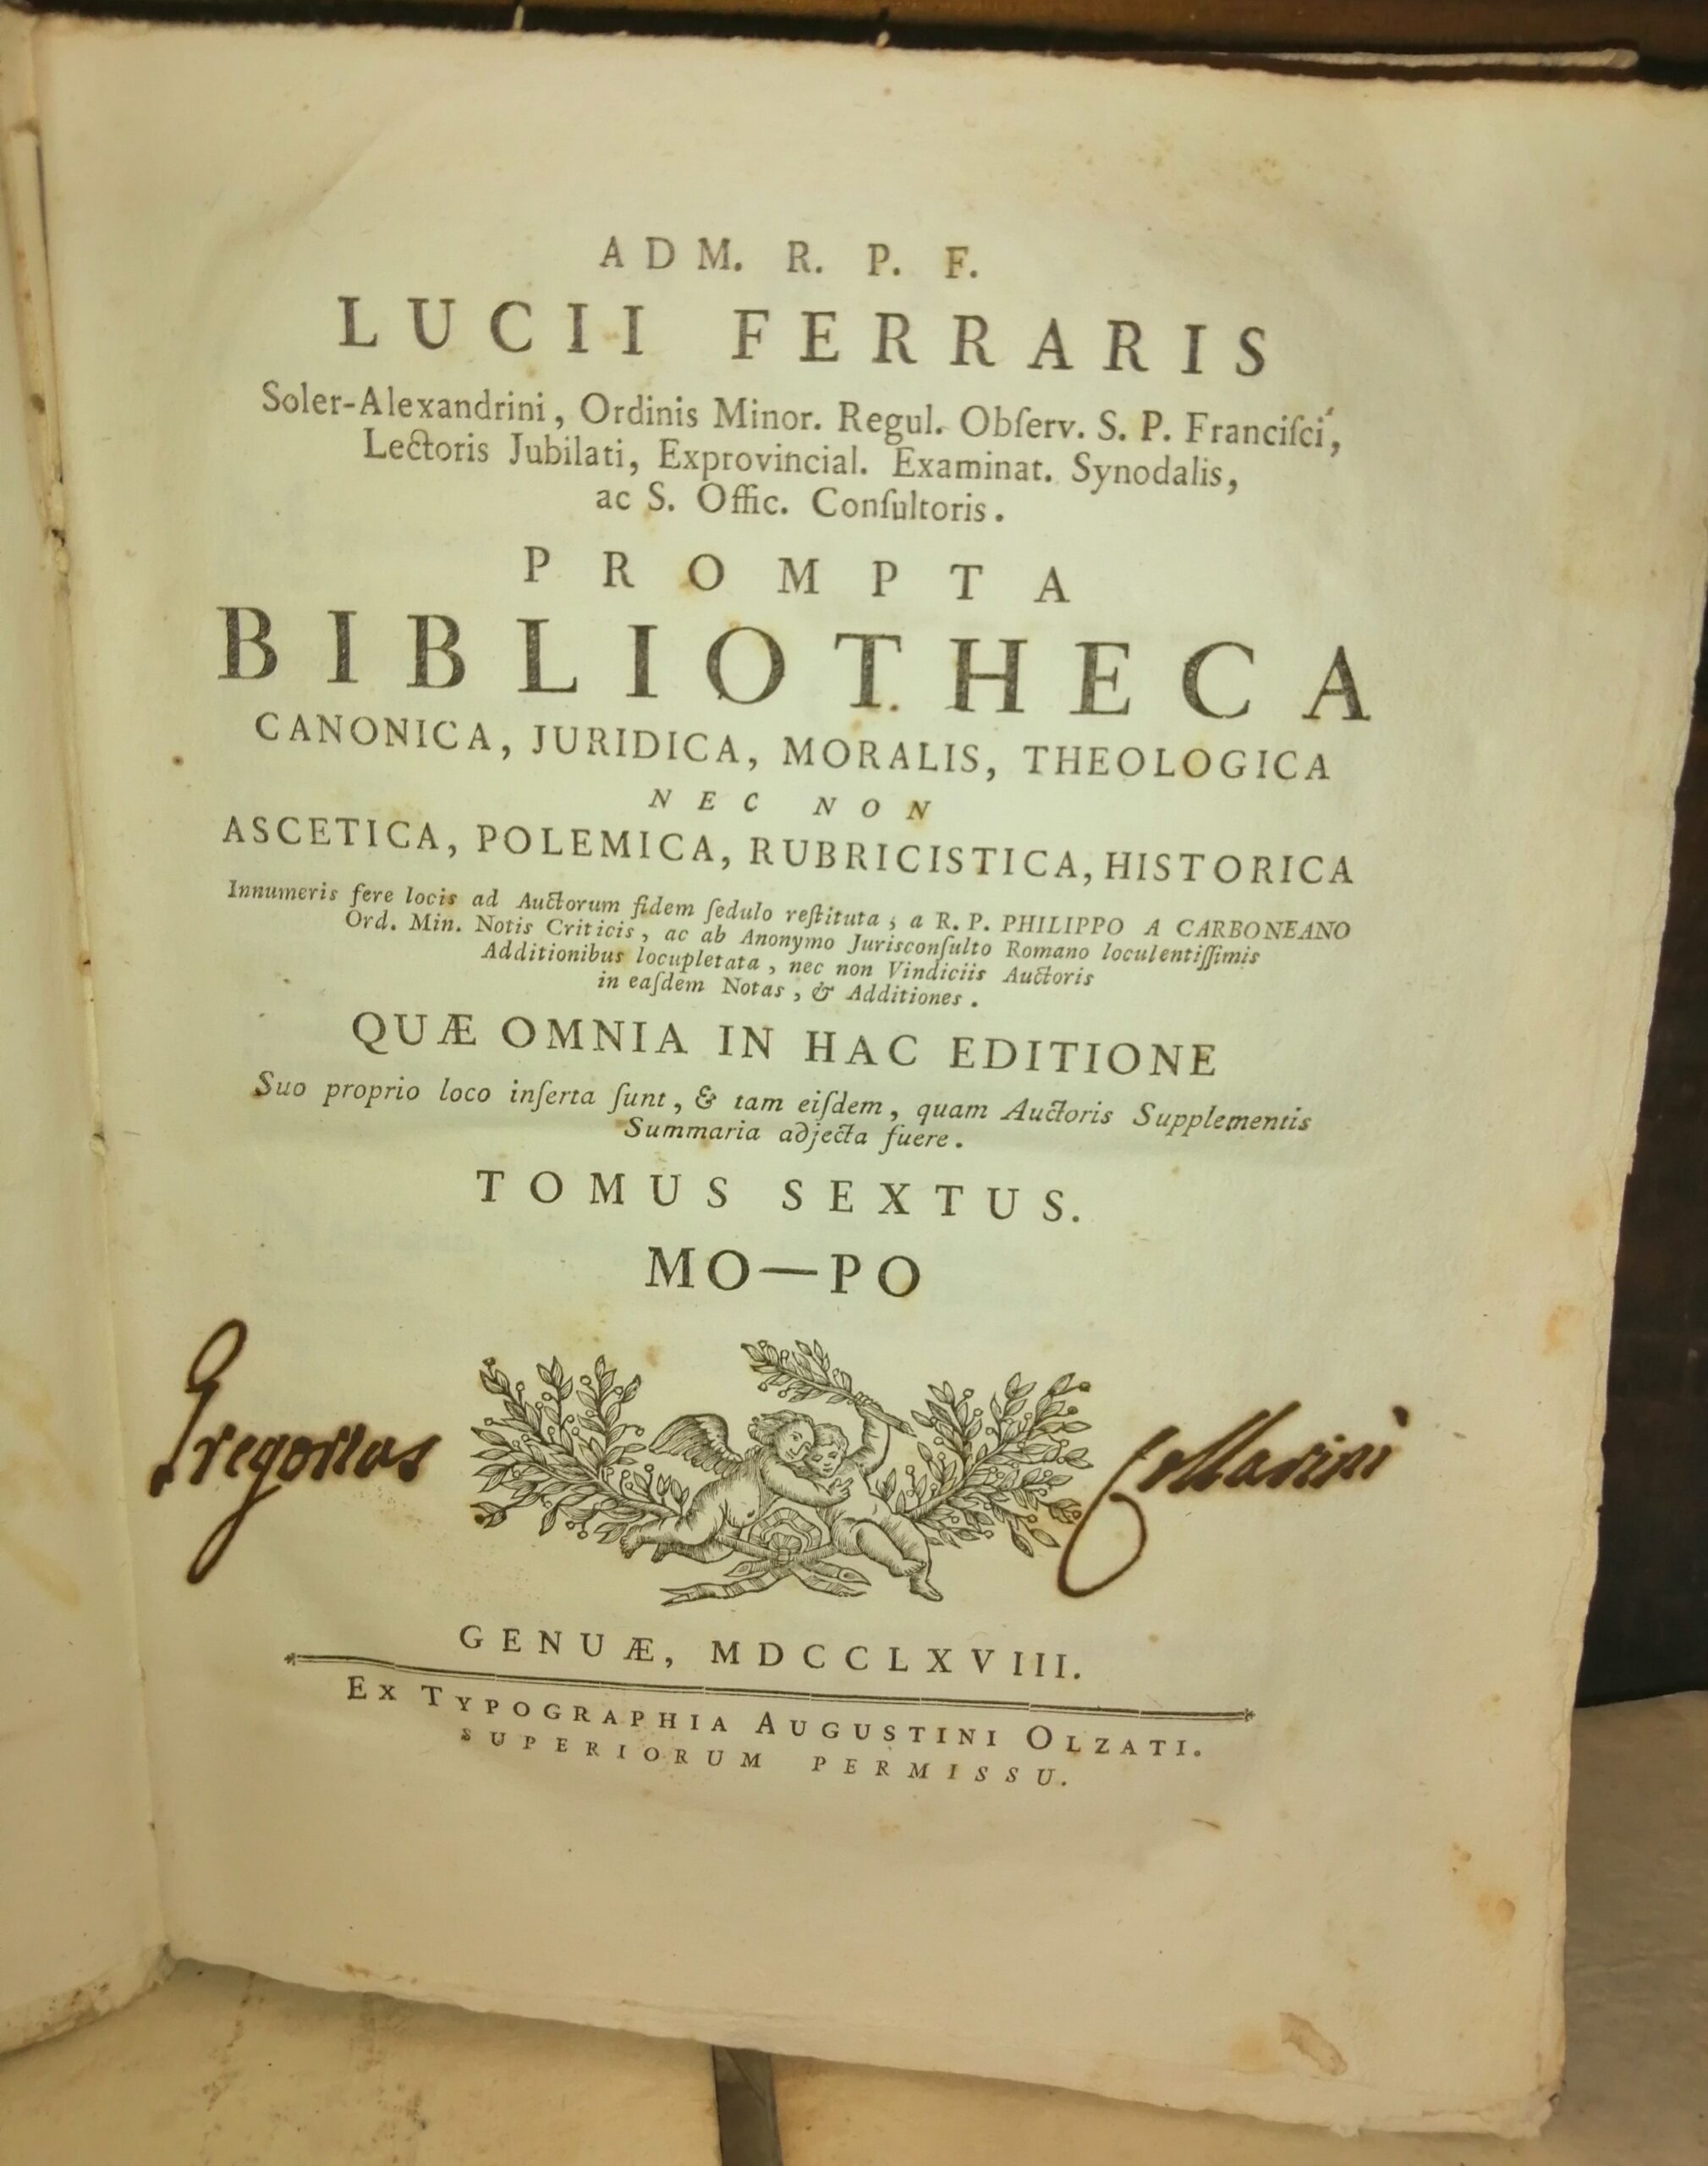 ADM. R. P. F.
LUCII FERRARIS
Soler-Alexandrini, Ordinis Minor. Regul. Obſerv. S. P. Franciſci,
Lectoris Jubilati, Exprovincial. Examinat. Synodalis,
ac S. Offic. Conſultoris.
PROMPTA
BIBLIOTHECA
CANONICA, JURIDICA, MORALIS, THEOLOGICA
NEC NON
ASCETICA, POLEMICA, RUBRICISTICA, HISTORICA
Innumeris fere locis ad Auctorum fidem ſedulo reſtituta; a R. P. PHILIPPO A CARBONEANO
Ord. Min. Notis Criticis, ac ab Anonymo Jurisconſulto Romano loculentiſſimis
Additionibus locupletata, nec non Vindiciis Auctoris
in eaſdem Notas, & Additiones.
QUÆ OMNIA IN HAC EDITIONE
Suo proprio loco inſerta ſunt, & tam eiſdem, quam Auctoris Supplementis
Summaria adjecta fuere.
TOMUS SEXTUS.
MO—PO
Gregorius Collarini
GENUÆ, MDCCLXVIII.
EX TYPOGRAPHIA AUGUSTINI OLZATI.
SUPERIORUM PERMISSU.